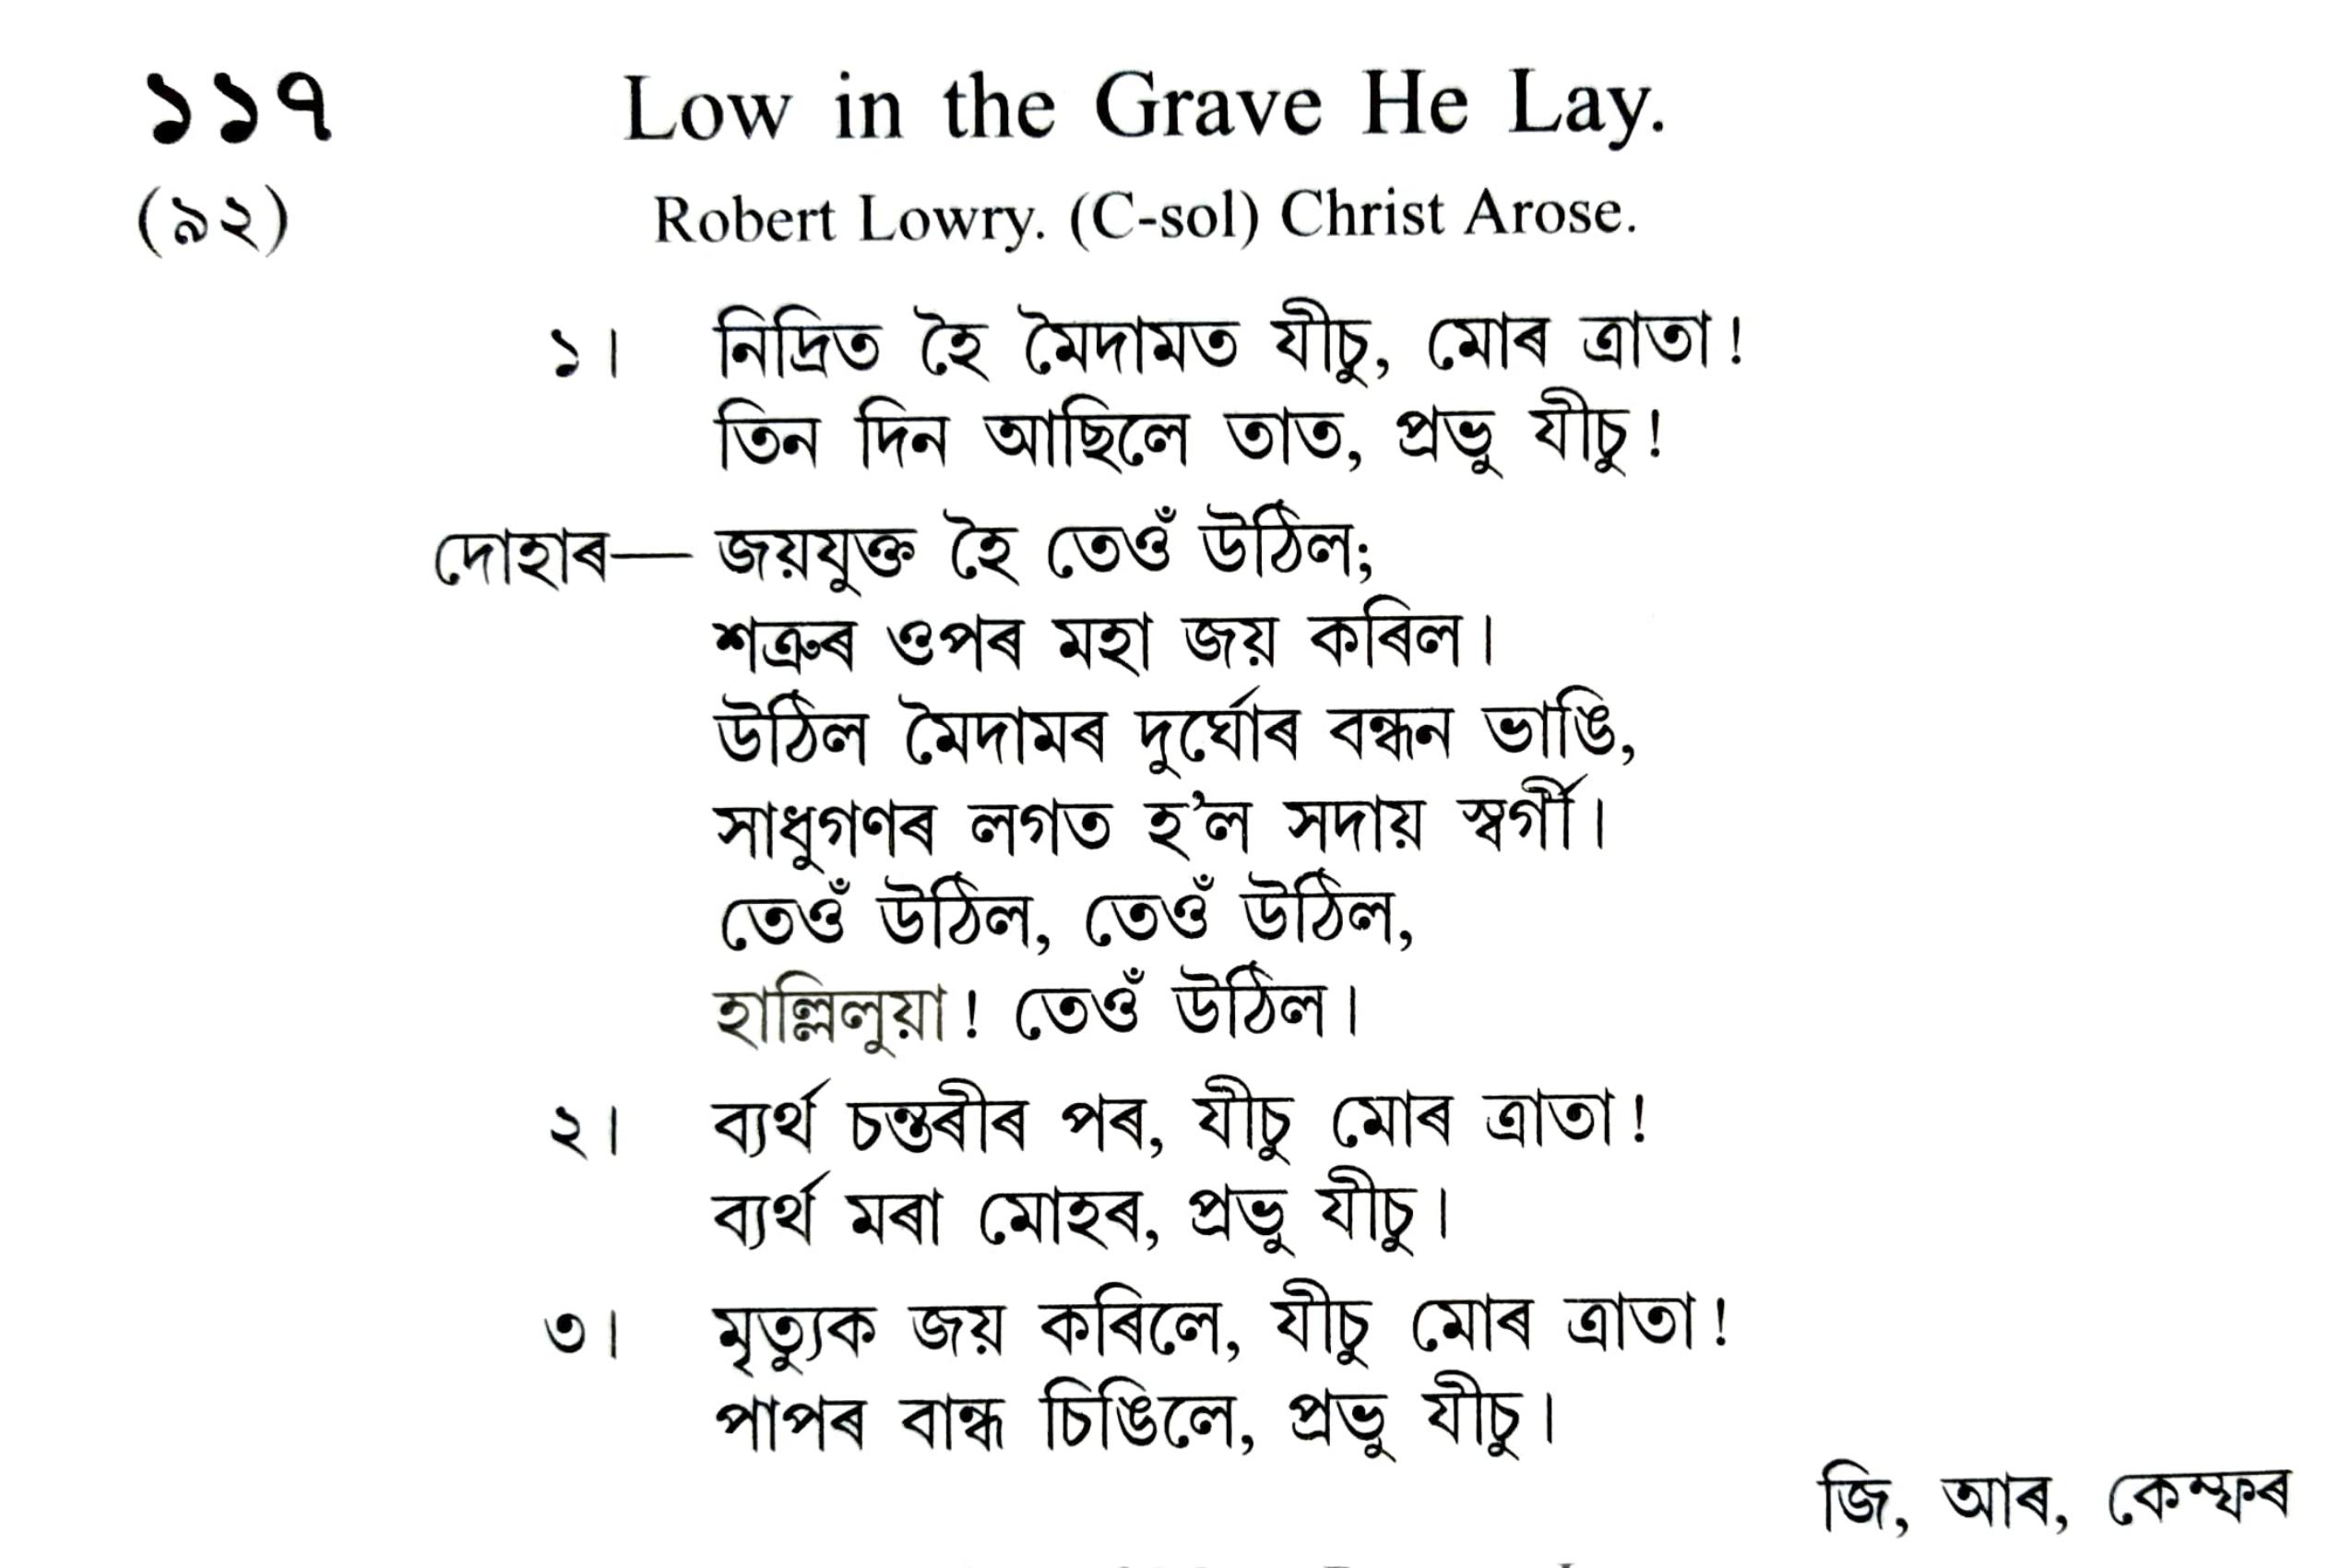 ১১৭ Low in the Grave He Lay.
(৯২) Robert Lowry. (C-sol) Christ Arose.
১। নিদ্ৰিত হৈ মৈদামত যীচু, মোৰ ত্ৰাতা!
তিন দিন আছিলে তাত, প্ৰভু যীচু!
দোহাৰ— জয়যুক্ত হৈ তেওঁ উঠিল;
শত্ৰুৰ ওপৰ মহা জয় কৰিল।
উঠিল মৈদামৰ দুৰ্ঘোৰ বন্ধন ভাঙি,
সাধুগণৰ লগত হ'ল সদায় স্বৰ্গী।
তেওঁ উঠিল, তেওঁ উঠিল,
হাল্লিলুয়া! তেওঁ উঠিল।
২। ব্যৰ্থ চন্তৰীৰ পৰ, যীচু মোৰ ত্ৰাতা!
ব্যৰ্থ মৰা মোহৰ, প্ৰভু যীচু।
৩। মৃত্যুক জয় কৰিলে, যীচু মোৰ ত্ৰাতা!
পাপৰ বান্ধ চিঙিলে, প্ৰভু যীচু।
জি, আৰ, কেম্ফৰ